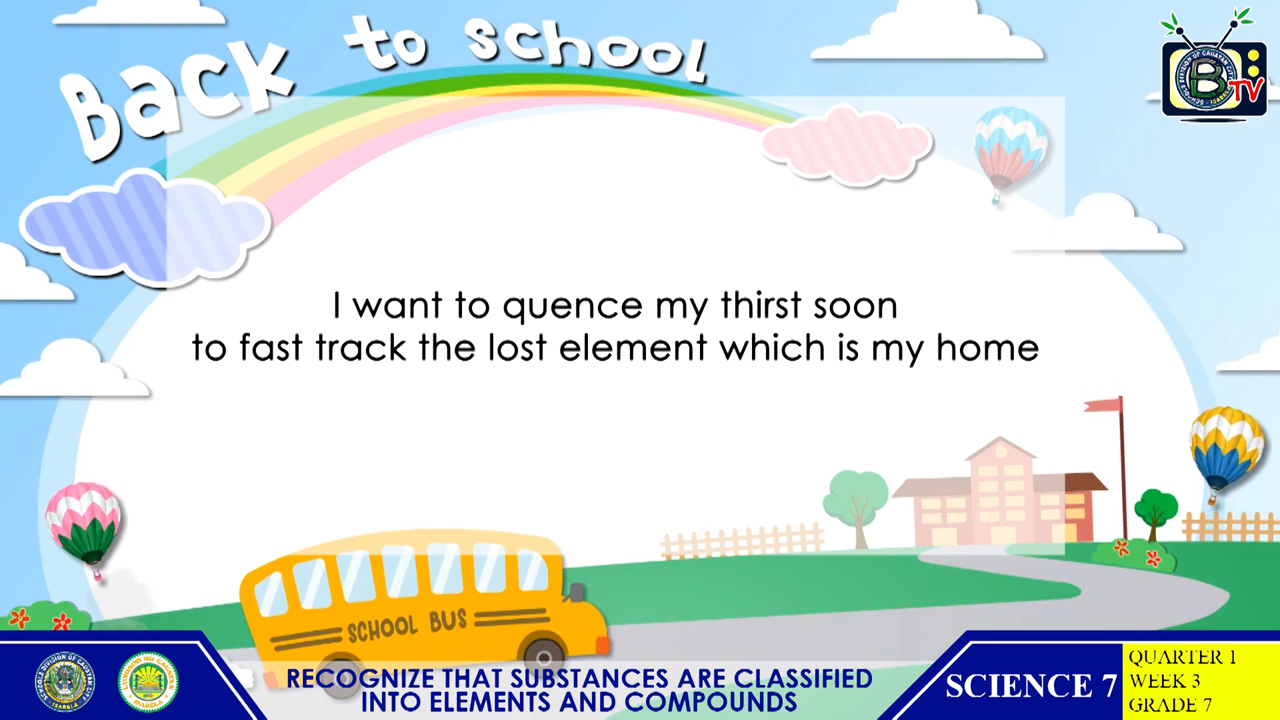 Back to school
B TV
I want to quence my thirst soon
to fast track the lost element which is my home
SCHOOL BUS
RECOGNIZE THAT SUBSTANCES ARE CLASSIFIED
INTO ELEMENTS AND COMPOUNDS
SCIENCE 7
QUARTER 1
WEEK 3
GRADE 7